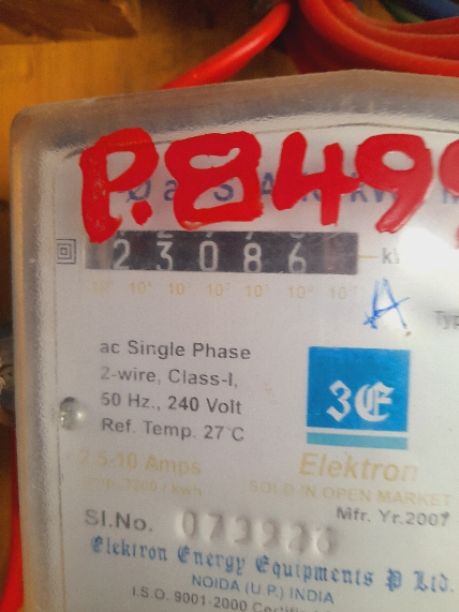 P.849
23086
A
ac Single Phase
2-wire, Class-I,
50 Hz., 240 Volt
Ref. Temp. 27°C
3E
2.5-10 Amps
Elektron
SOLD IN OPEN MARKET
Mfr. Yr.2007
Sl.No.
Elektron Energy Equipments P Ltd.
NOIDA (U.P.) INDIA
I.S.O. 9001-2000